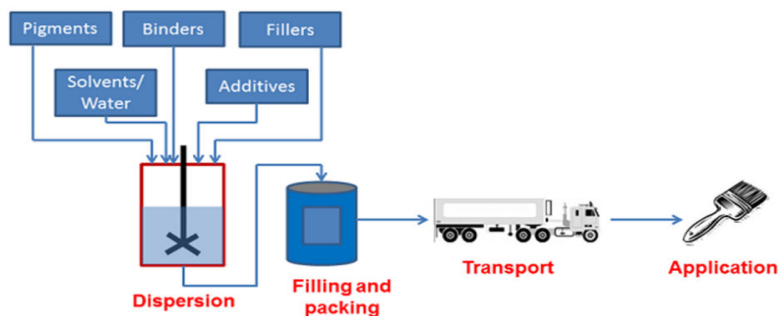 Pigments
Binders
Fillers
Solvents/
Water
Additives
Dispersion
Filling and
packing
Transport
Application